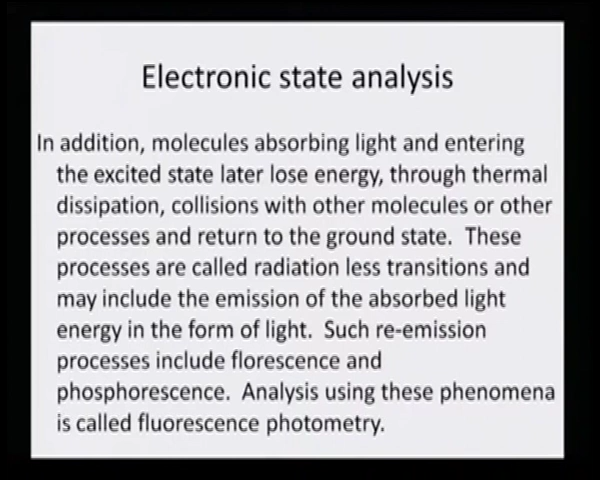 Electronic state analysis
In addition, molecules absorbing light and entering
the excited state later lose energy, through thermal
dissipation, collisions with other molecules or other
processes and return to the ground state.  These
processes are called radiation less transitions and
may include the emission of the absorbed light
energy in the form of light.  Such re-emission
processes include florescence and
phosphorescence.  Analysis using these phenomena
is called fluorescence photometry.